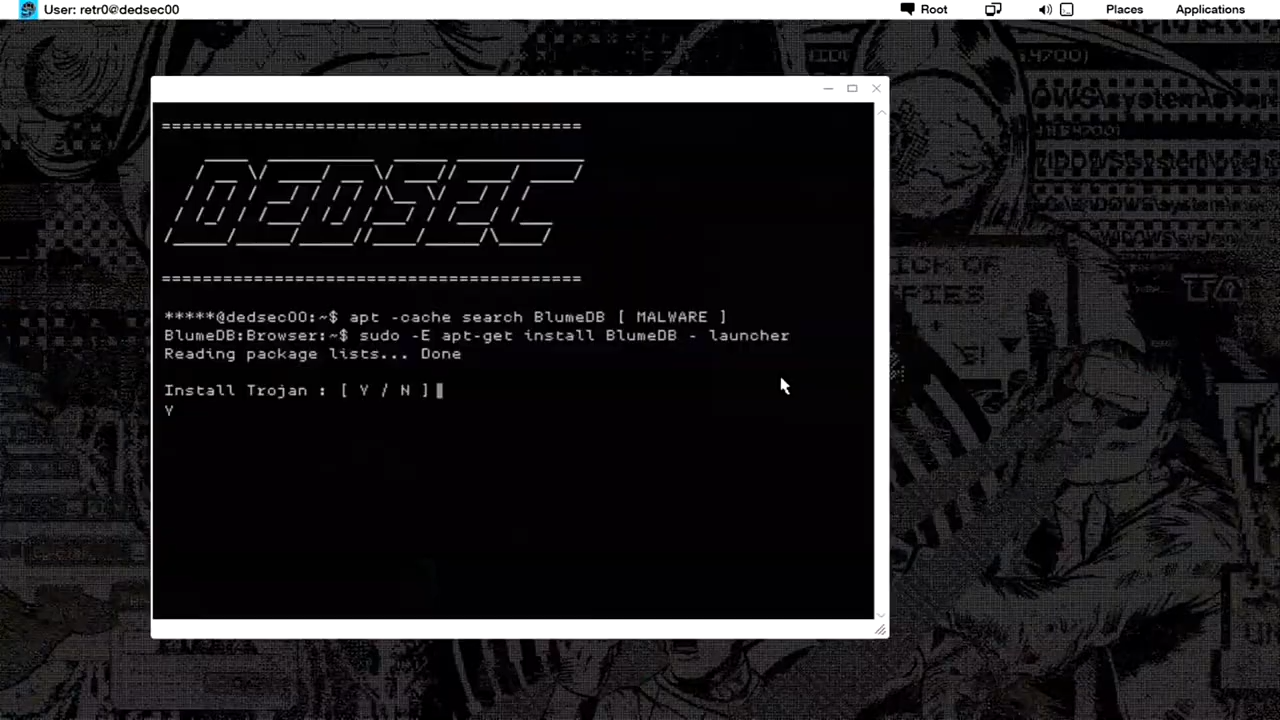 User: retr0@dedsec00
Root
Places
Applications
========================================
DEDSEC
========================================
*****@dedsec00:~$ apt -cache search BlumeDB [ MALWARE ]
BlumeDB:Browser:~$ sudo -E apt-get install BlumeDB - launcher
Reading package lists... Done
Install Trojan : [ Y / N ]
Y